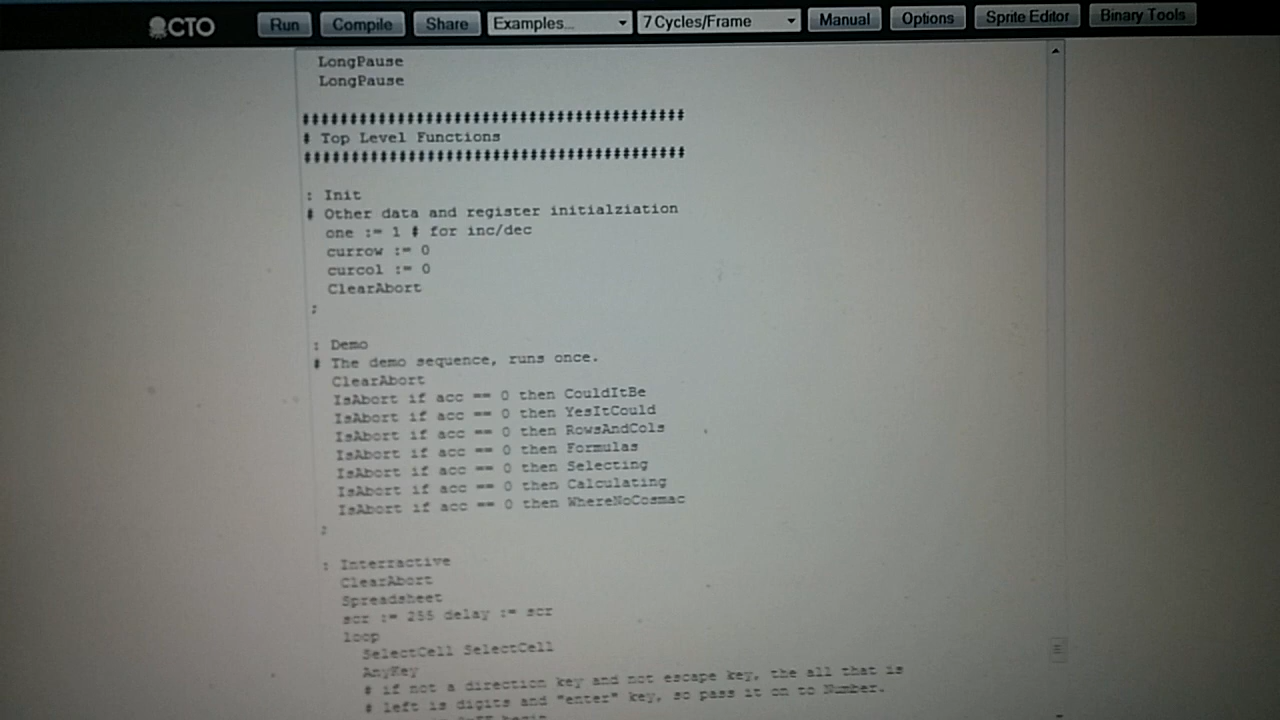 CTO
Run
Compile
Share
Examples...
7 Cycles/Frame
Manual
Options
Sprite Editor
Binary Tools
LongPause
LongPause
########################################
# Top Level Functions
########################################
: Init
# Other data and register initialziation
one := 1 # for inc/dec
currow := 0
curcol := 0
ClearAbort
;
: Demo
# The demo sequence, runs once.
ClearAbort
IsAbort if acc == 0 then CouldItBe
IsAbort if acc == 0 then YesItCould
IsAbort if acc == 0 then RowsAndCols
IsAbort if acc == 0 then Formulas
IsAbort if acc == 0 then Selecting
IsAbort if acc == 0 then Calculating
IsAbort if acc == 0 then WhereNoCosmac
;
: Interractive
ClearAbort
Spreadsheet
scr := 255 delay := scr
loop
SelectCell SelectCell
AnyKey
# if not a direction key and not escape key, the all that is
# left is digits and "enter" key, so pass it on to Number.
begin